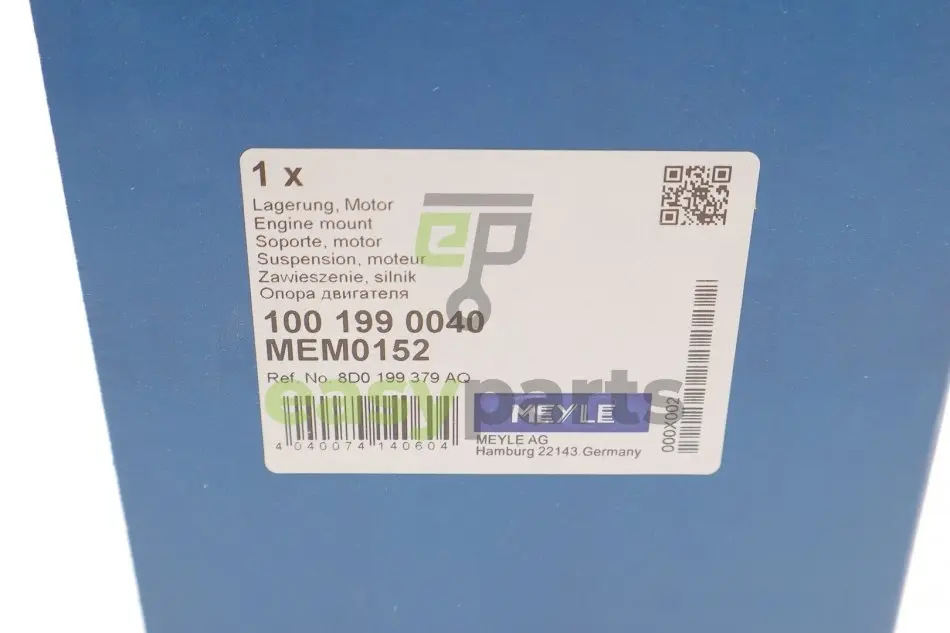 1 x
Lagerung, Motor
Engine mount
Soporte, motor
Suspension, moteur
Zawieszenie, silnik
Опора двигателя
100 199 0040
MEM0152
Ref. No. 8D0 199 379 AQ
4 040074 140604
MEYLE
MEYLE AG
Hamburg 22143 Germany
000X002
ep
easyparts